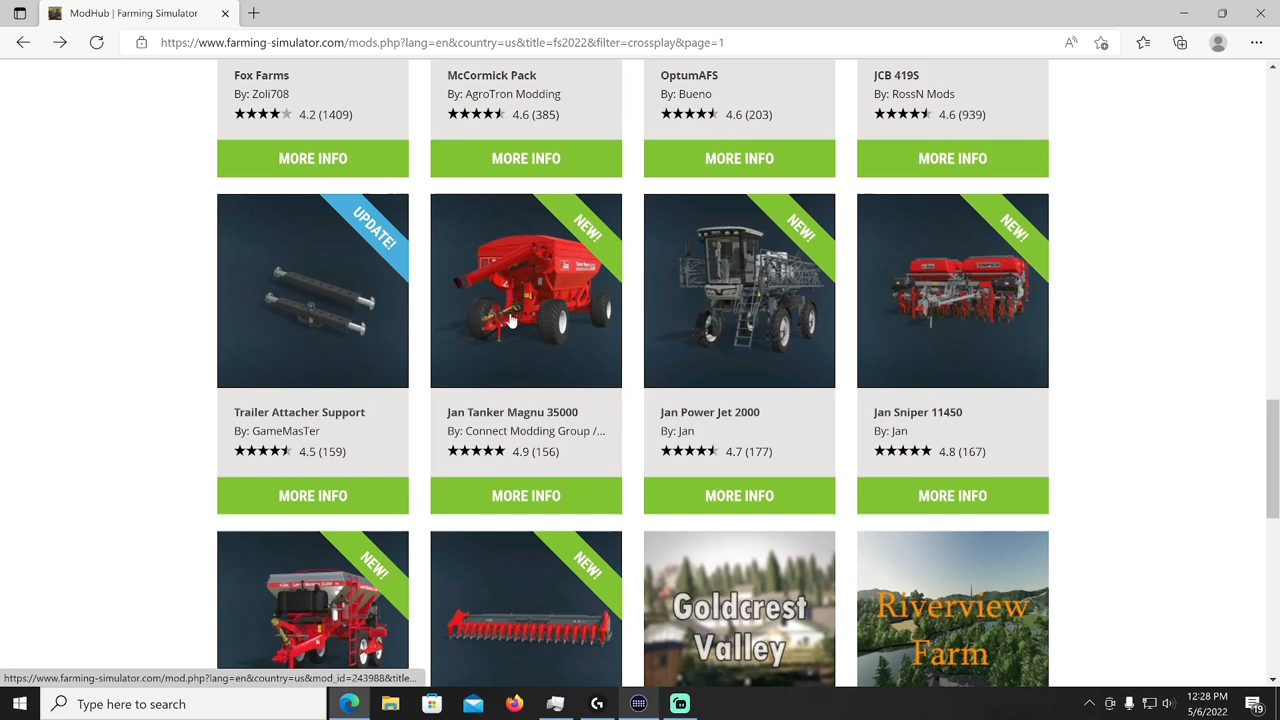 ModHub | Farming Simulator
https://www.farming-simulator.com/mods.php?lang=en&country=us&title=fs2022&filter=crossplay&page=1
Fox Farms
By: Zoli708
4.2 (1409)
MORE INFO
McCormick Pack
By: AgroTron Modding
4.6 (385)
MORE INFO
OptumAFS
By: Bueno
4.6 (203)
MORE INFO
JCB 419S
By: RossN Mods
4.6 (939)
MORE INFO
UPDATE!
Trailer Attacher Support
By: GameMasTer
4.5 (159)
MORE INFO
NEW!
Jan Tanker Magnu 35000
By: Connect Modding Group /...
4.9 (156)
MORE INFO
NEW!
Jan Power Jet 2000
By: Jan
4.7 (177)
MORE INFO
NEW!
Jan Sniper 11450
By: Jan
4.8 (167)
MORE INFO
NEW!
NEW!
Goldcrest
Valley
Riverview
Farm
https://www.farming-simulator.com/mod.php?lang=en&country=us&mod_id=243988&title...
Type here to search
12:28 PM
5/6/2022
19